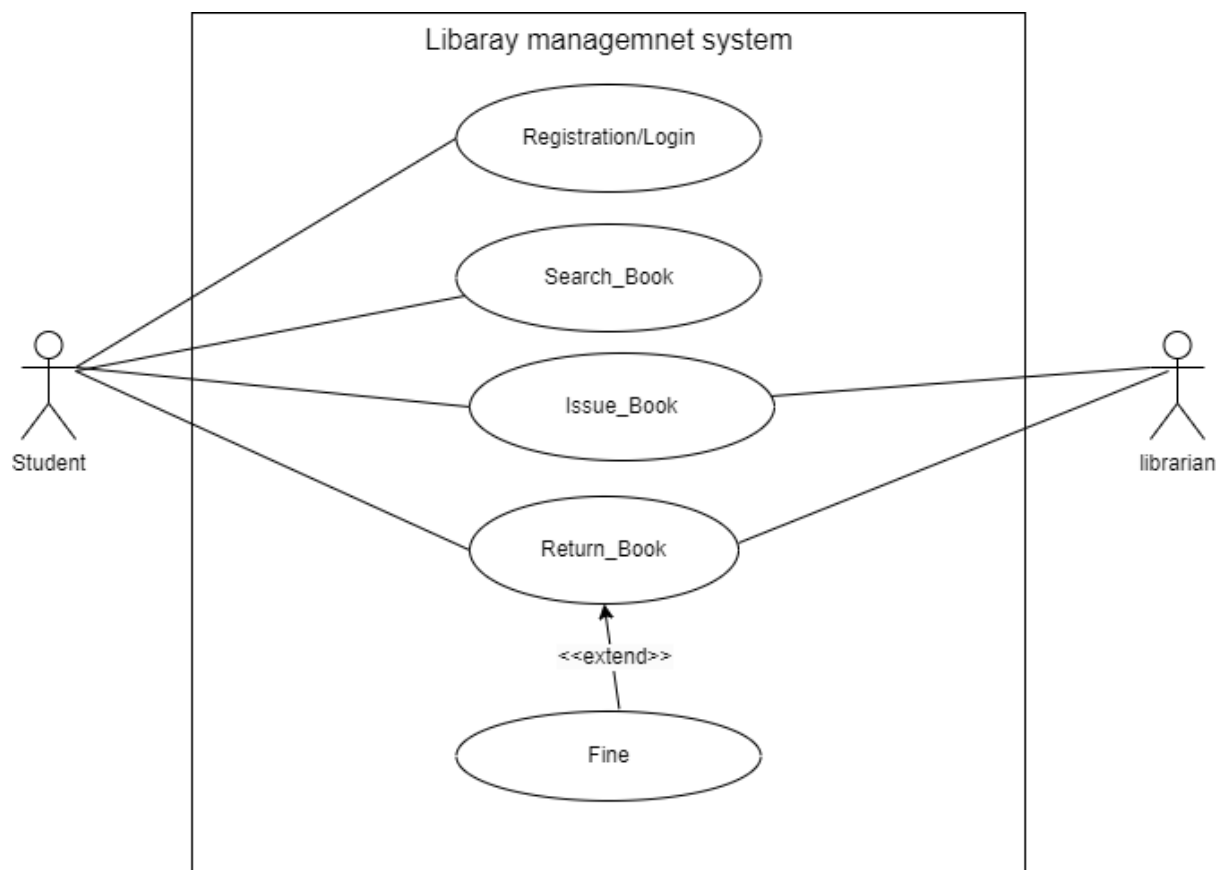 Libaray managemnet system
Registration/Login
Search_Book
Issue_Book
Student
librarian
Return_Book
<<extend>>
Fine